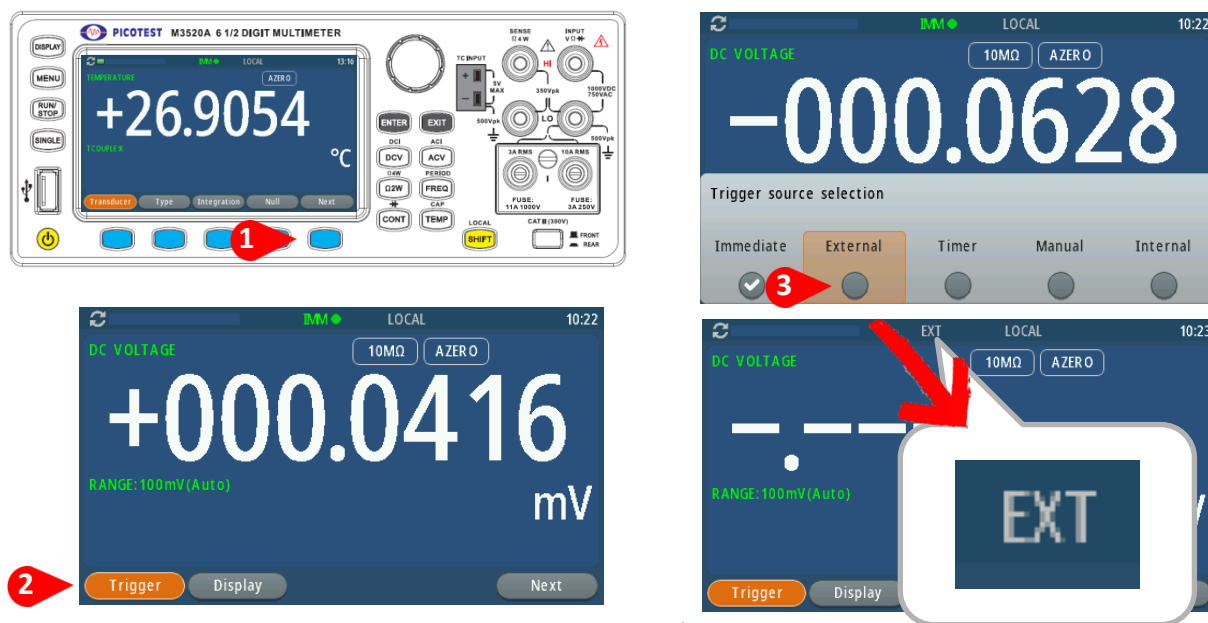 PICOTEST M3520A 6 1/2 DIGIT MULTIMETER
DISPLAY
MENU
RUN/
STOP
SINGLE
IMM LOCAL 13:16
TEMPERATURE
AZERO
+26.9054
TCOUPLE:K
°C
Transducer Type Integration Null Next
1
ENTER EXIT
DCI ACI
DCV ACV
Ω4W PERIOD
Ω2W FREQ
CAP
CONT TEMP
LOCAL
SHIFT
TC INPUT
+
−
5V
MAX
SENSE
Ω 4 W
INPUT
V Ω
HI
350Vpk
1000VDC
750VAC
LO
500Vpk
500Vpk
3A RMS 10A RMS
I
FUSE:
11A 1000V
FUSE:
3A 250V
CAT II (300V)
FRONT
REAR
IMM LOCAL 10:22
DC VOLTAGE
10MΩ AZERO
+000.0416
RANGE:100mV(Auto)
mV
2
Trigger Display Next
IMM LOCAL 10:22
DC VOLTAGE
10MΩ AZERO
−000.0628
Trigger source selection
Immediate External Timer Manual Internal
3
EXT LOCAL 10:23
DC VOLTAGE
10MΩ AZERO
RANGE:100mV(Auto)
EXT
Trigger Display